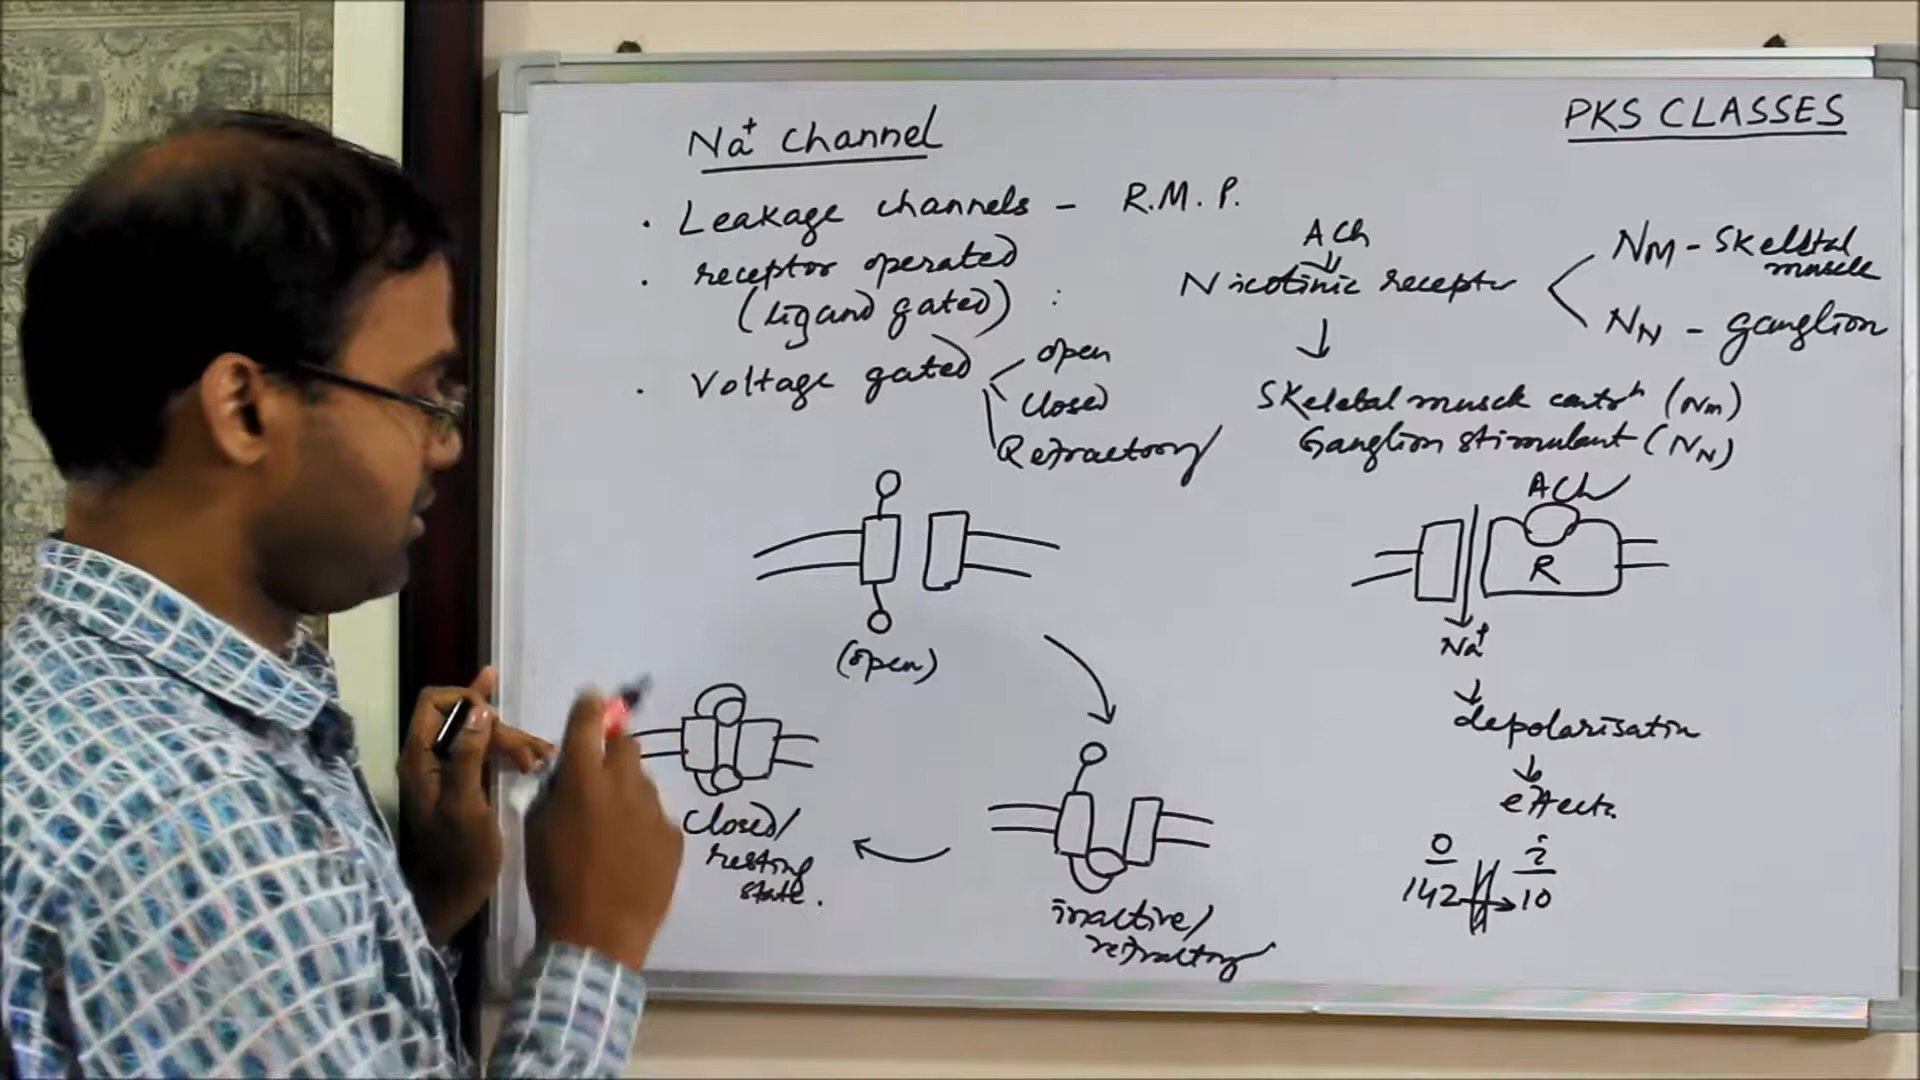 PKS CLASSES
Na+ channel
. Leakage channels - R.M.P.
. receptor operated
(ligand gated) :
. Voltage gated
open
closed
Refractory
ACh
Nicotinic receptor
NM - Skeletal
muscle
NN - ganglion
Skeletal muscle contrn (NM)
Ganglion stimulant (NN)
(open)
closed/
resting
state.
inactive/
refractory
ACh
R
Na+
depolarisatin
effects.
o i
142 10